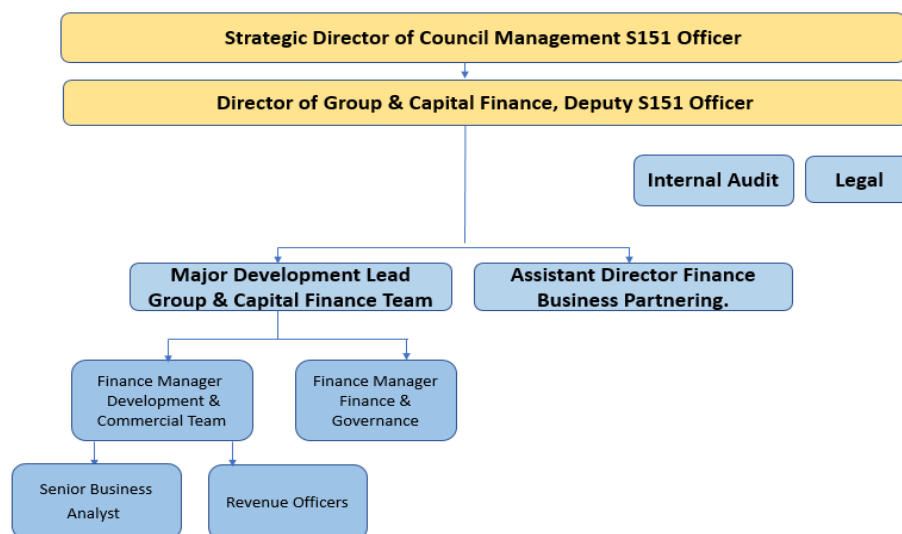 Strategic Director of Council Management S151 Officer
Director of Group & Capital Finance, Deputy S151 Officer
Internal Audit
Legal
Major Development Lead
Group & Capital Finance Team
Assistant Director Finance
Business Partnering.
Finance Manager
Development &
Commercial Team
Finance Manager
Finance &
Governance
Senior Business
Analyst
Revenue Officers